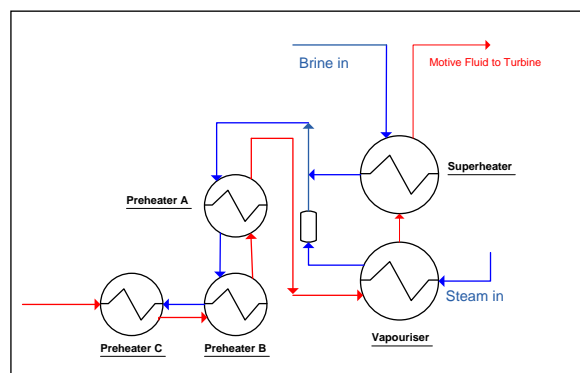 Brine in
Motive Fluid to Turbine
Superheater
Preheater A
Steam in
Vapouriser
Preheater C
Preheater B